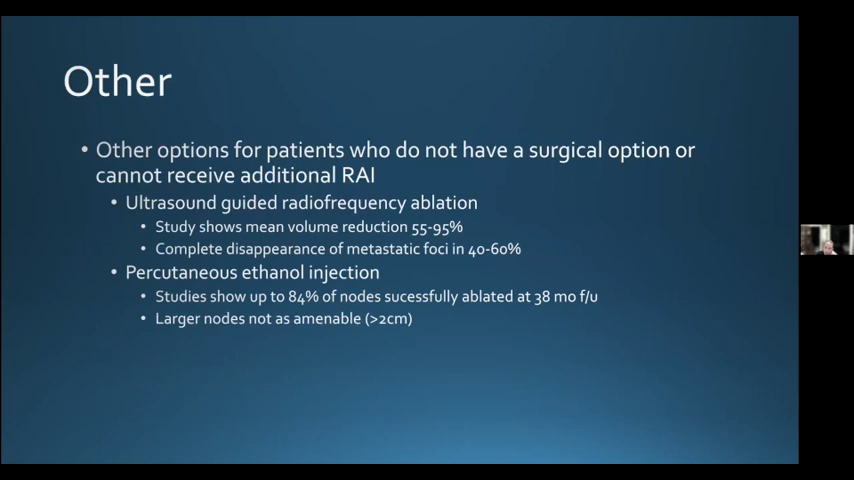 Other
• Other options for patients who do not have a surgical option or
cannot receive additional RAI
• Ultrasound guided radiofrequency ablation
• Study shows mean volume reduction 55-95%
• Complete disappearance of metastatic foci in 40-60%
• Percutaneous ethanol injection
• Studies show up to 84% of nodes sucessfully ablated at 38 mo f/u
• Larger nodes not as amenable (>2cm)